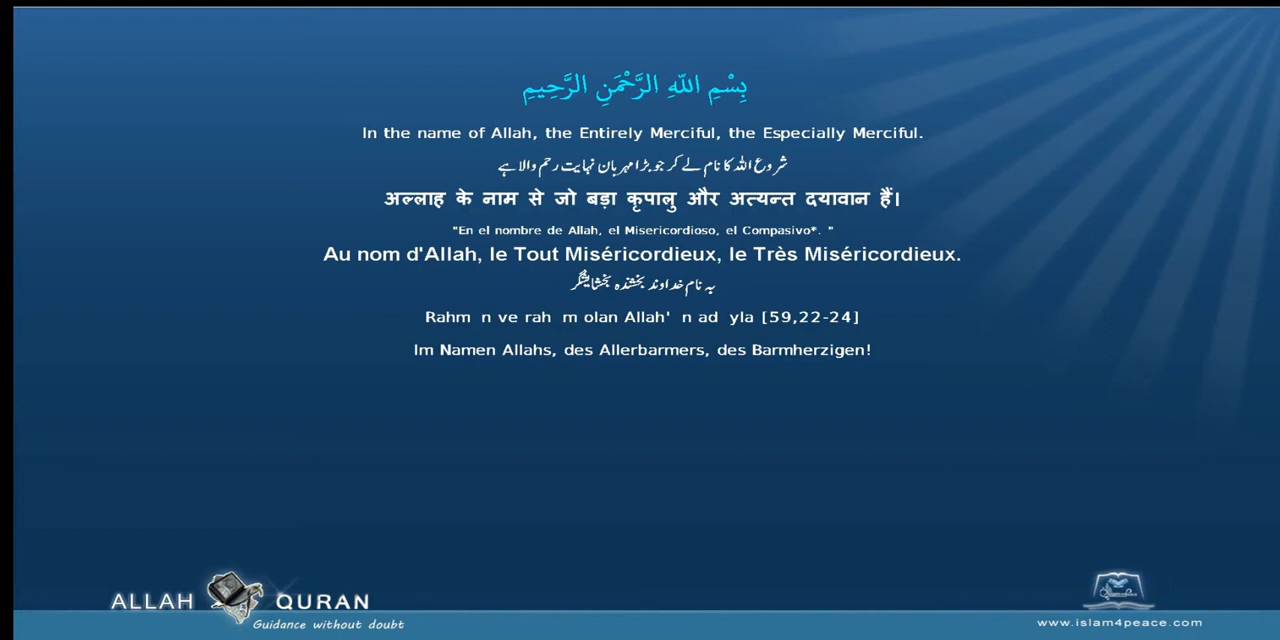 بِسْمِ اللَّهِ الرَّحْمَنِ الرَّحِيمِ
In the name of Allah, the Entirely Merciful, the Especially Merciful.
شروع الله کا نام لے کر جو بڑا مہربان نہایت رحم والا ہے
अल्लाह के नाम से जो बड़ा कृपालु और अत्यन्त दयावान हैं।
"En el nombre de Allah, el Misericordioso, el Compasivo*. "
Au nom d'Allah, le Tout Miséricordieux, le Très Miséricordieux.
به نام خداوند بخشنده بخشایشگر
Rahm n ve rah m olan Allah' n ad yla [59,22-24]
Im Namen Allahs, des Allerbarmers, des Barmherzigen!
ALLAH QURAN
Guidance without doubt
www.islam4peace.com